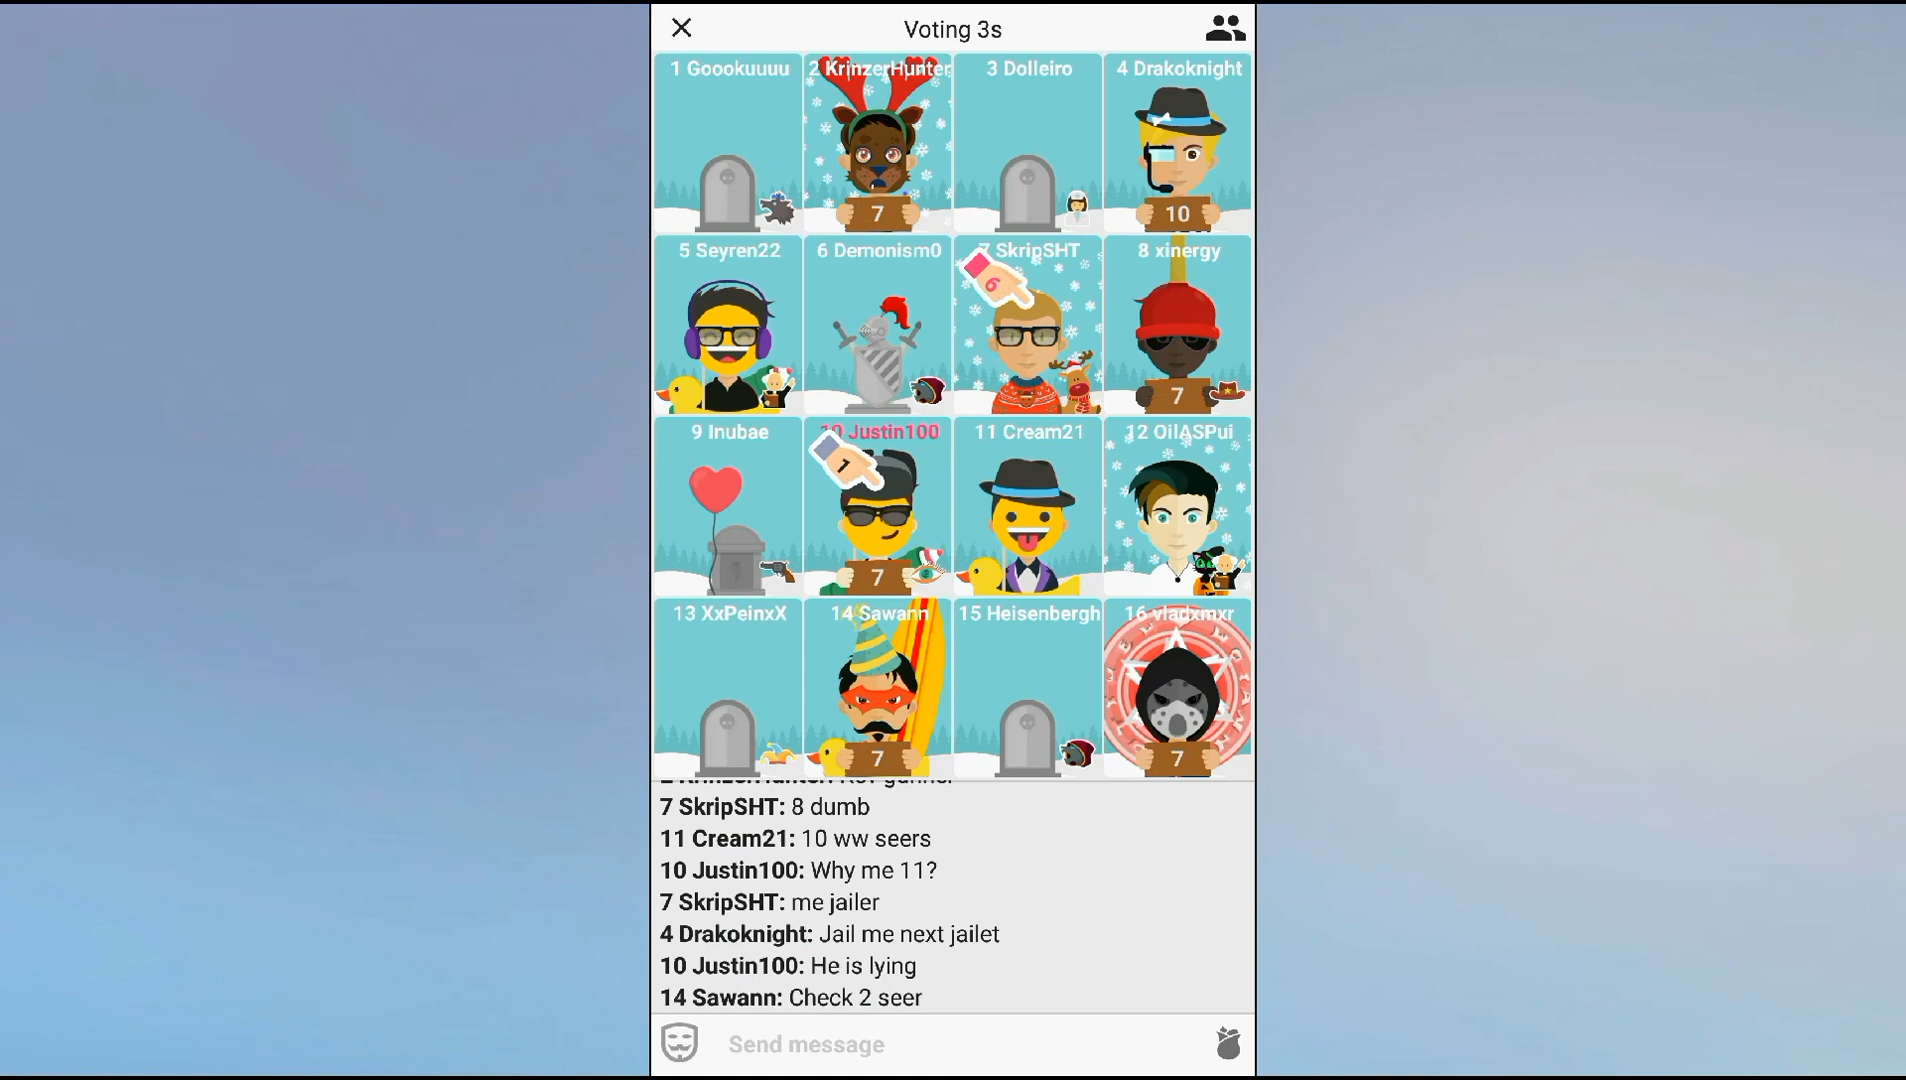 Voting 3s
1 Goookuuuu
2 KrinzerHunter
3 Dolleiro
4 Drakoknight
7
10
5 Seyren22
6 Demonism0
7 SkripSHT
8 xinergy
6
7
9 Inubae
10 Justin100
11 Cream21
12 OilASPui
1
7
13 XxPeinxX
14 Sawann
15 Heisenbergh
16 vladxmxr
7
7
7 SkripSHT: 8 dumb
11 Cream21: 10 ww seers
10 Justin100: Why me 11?
7 SkripSHT: me jailer
4 Drakoknight: Jail me next jailet
10 Justin100: He is lying
14 Sawann: Check 2 seer
Send message